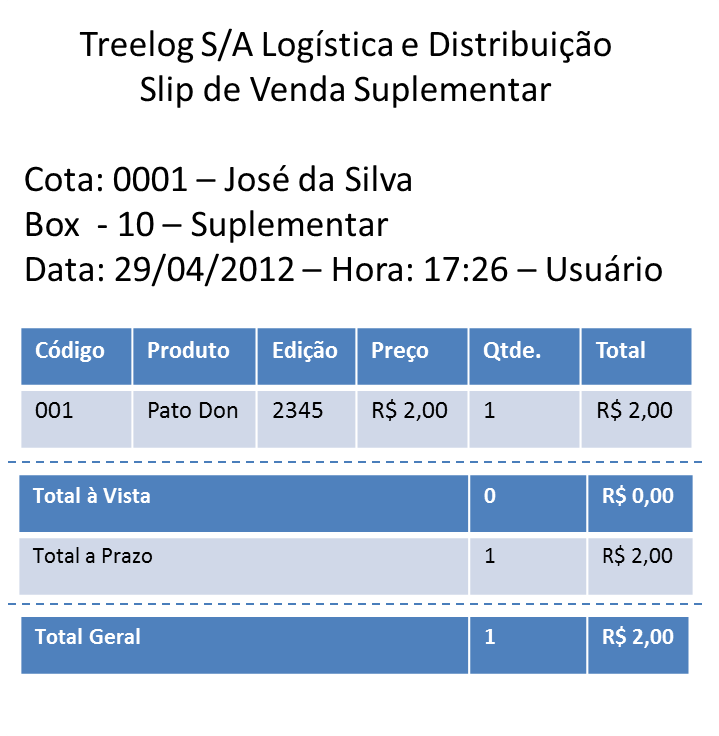 Treelog S/A Logística e Distribuição
Slip de Venda Suplementar
Cota: 0001 – José da Silva
Box  - 10 – Suplementar
Data: 29/04/2012 – Hora: 17:26 – Usuário
Código Produto Edição Preço Qtde. Total
001 Pato Don 2345 R$ 2,00 1 R$ 2,00
Total à Vista 0 R$ 0,00
Total a Prazo 1 R$ 2,00
Total Geral 1 R$ 2,00